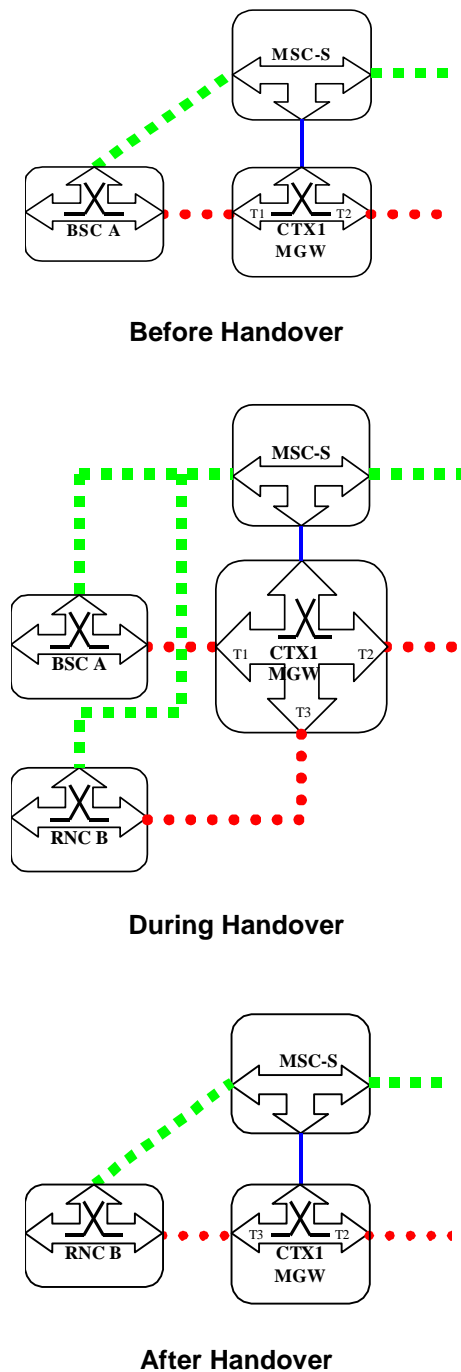 MSC-S
BSC A
T1
T2
CTX1
MGW
Before Handover
MSC-S
BSC A
T1
CTX1
T2
MGW
T3
RNC B
During Handover
MSC-S
RNC B
T3
T2
CTX1
MGW
After Handover